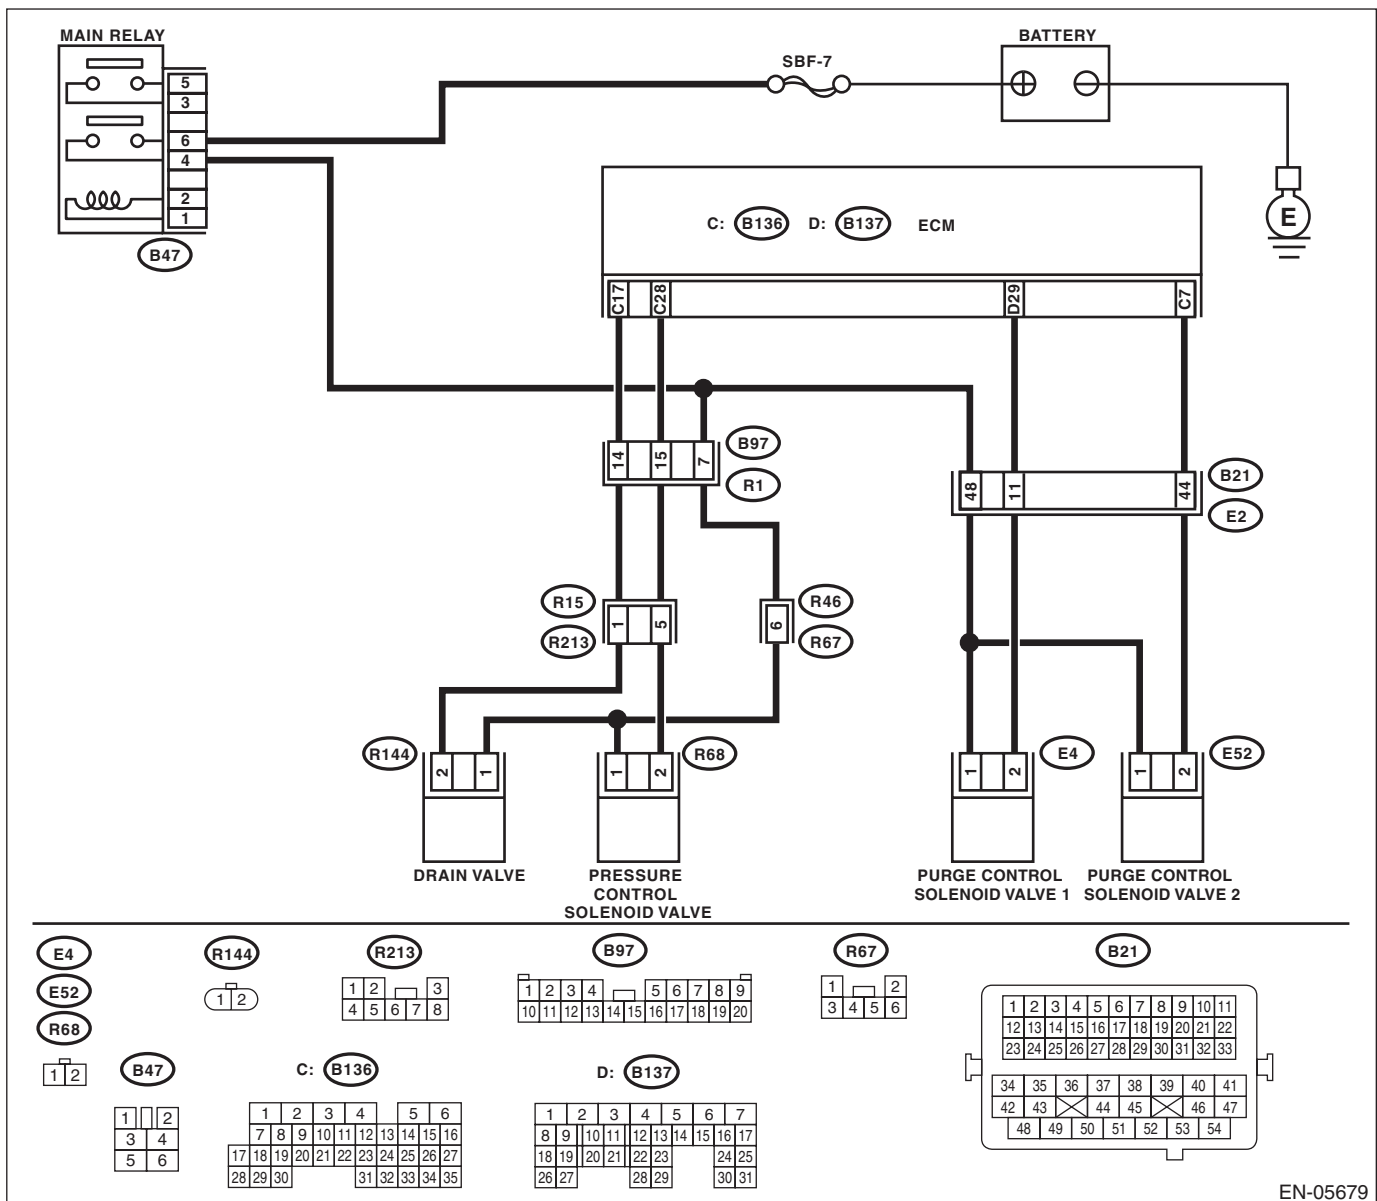 MAIN RELAY
BATTERY
SBF-7
5
3
6
4
2
1
B47
E
C: B136 D: B137 ECM
C17 C28 D29 C7
14 15 7
B97
R1
48 11 44
B21
E2
R15
R213
1 5
6
R46
R67
R144
2 1
1 2
R68
1 2
E4
1 2
E52
DRAIN VALVE
PRESSURE
CONTROL
SOLENOID VALVE
PURGE CONTROL
SOLENOID VALVE 1
PURGE CONTROL
SOLENOID VALVE 2
E4
E52
R68
1 2
R144
1 2
R213
1 2 3
4 5 6 7 8
B97
1 2 3 4 5 6 7 8 9
10 11 12 13 14 15 16 17 18 19 20
R67
1 2
3 4 5 6
B21
1 2 3 4 5 6 7 8 9 10 11
12 13 14 15 16 17 18 19 20 21 22
23 24 25 26 27 28 29 30 31 32 33
34 35 36 37 38 39 40 41
42 43 44 45 46 47
48 49 50 51 52 53 54
B47
1 2
3 4
5 6
C: B136
1 2 3 4 5 6
7 8 9 10 11 12 13 14 15 16
17 18 19 20 21 22 23 24 25 26 27
28 29 30 31 32 33 34 35
D: B137
1 2 3 4 5 6 7
8 9 10 11 12 13 14 15 16 17
18 19 20 21 22 23 24 25
26 27 28 29 30 31
EN-05679